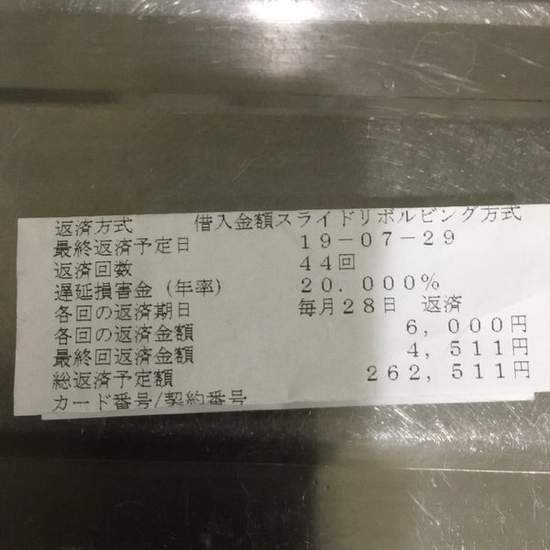 返済方式　借入金額スライドリボルビング方式
最終返済予定日　19－07－29
返済回数　44回
遅延損害金（年率）　20.000％
各回の返済期日　毎月28日　返済
各回の返済金額　6,000円
最終回返済金額　4,511円
総返済予定額　262,511円
カード番号/契約番号